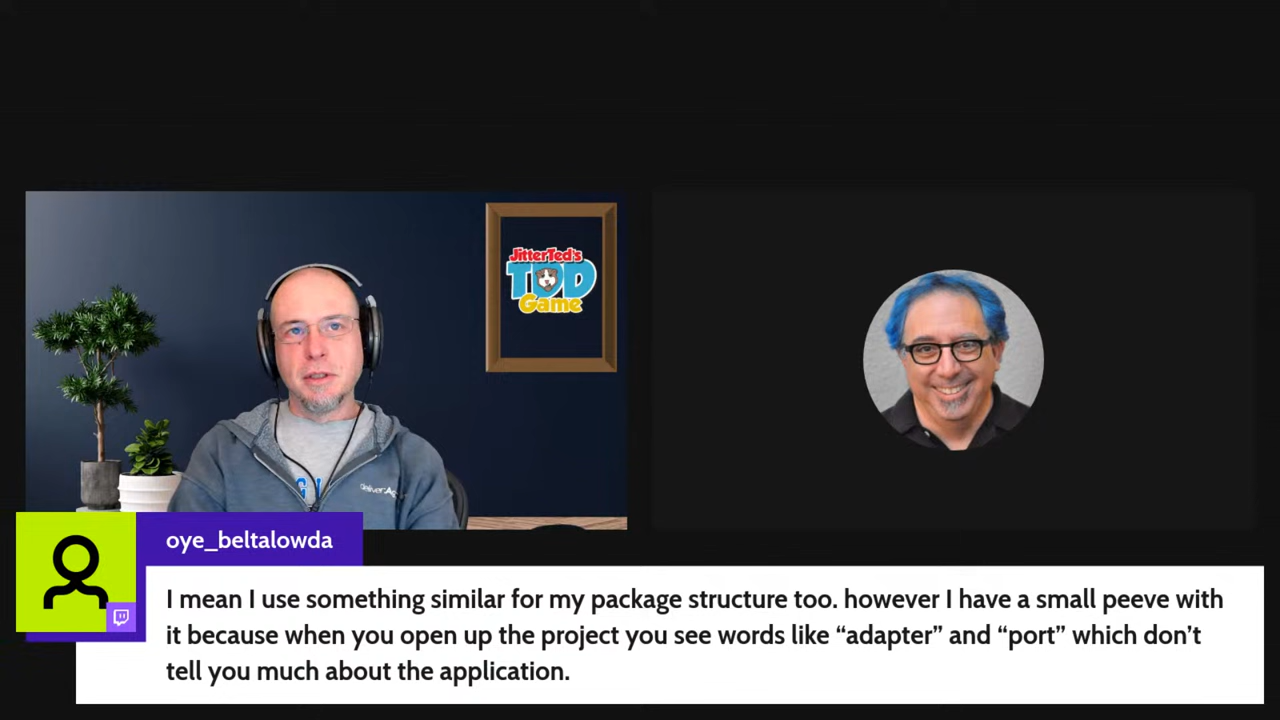 JitterTed's
TDD
Game
deliverAg
oye_beltalowda
I mean I use something similar for my package structure too. however I have a small peeve with
it because when you open up the project you see words like “adapter” and “port” which don’t
tell you much about the application.